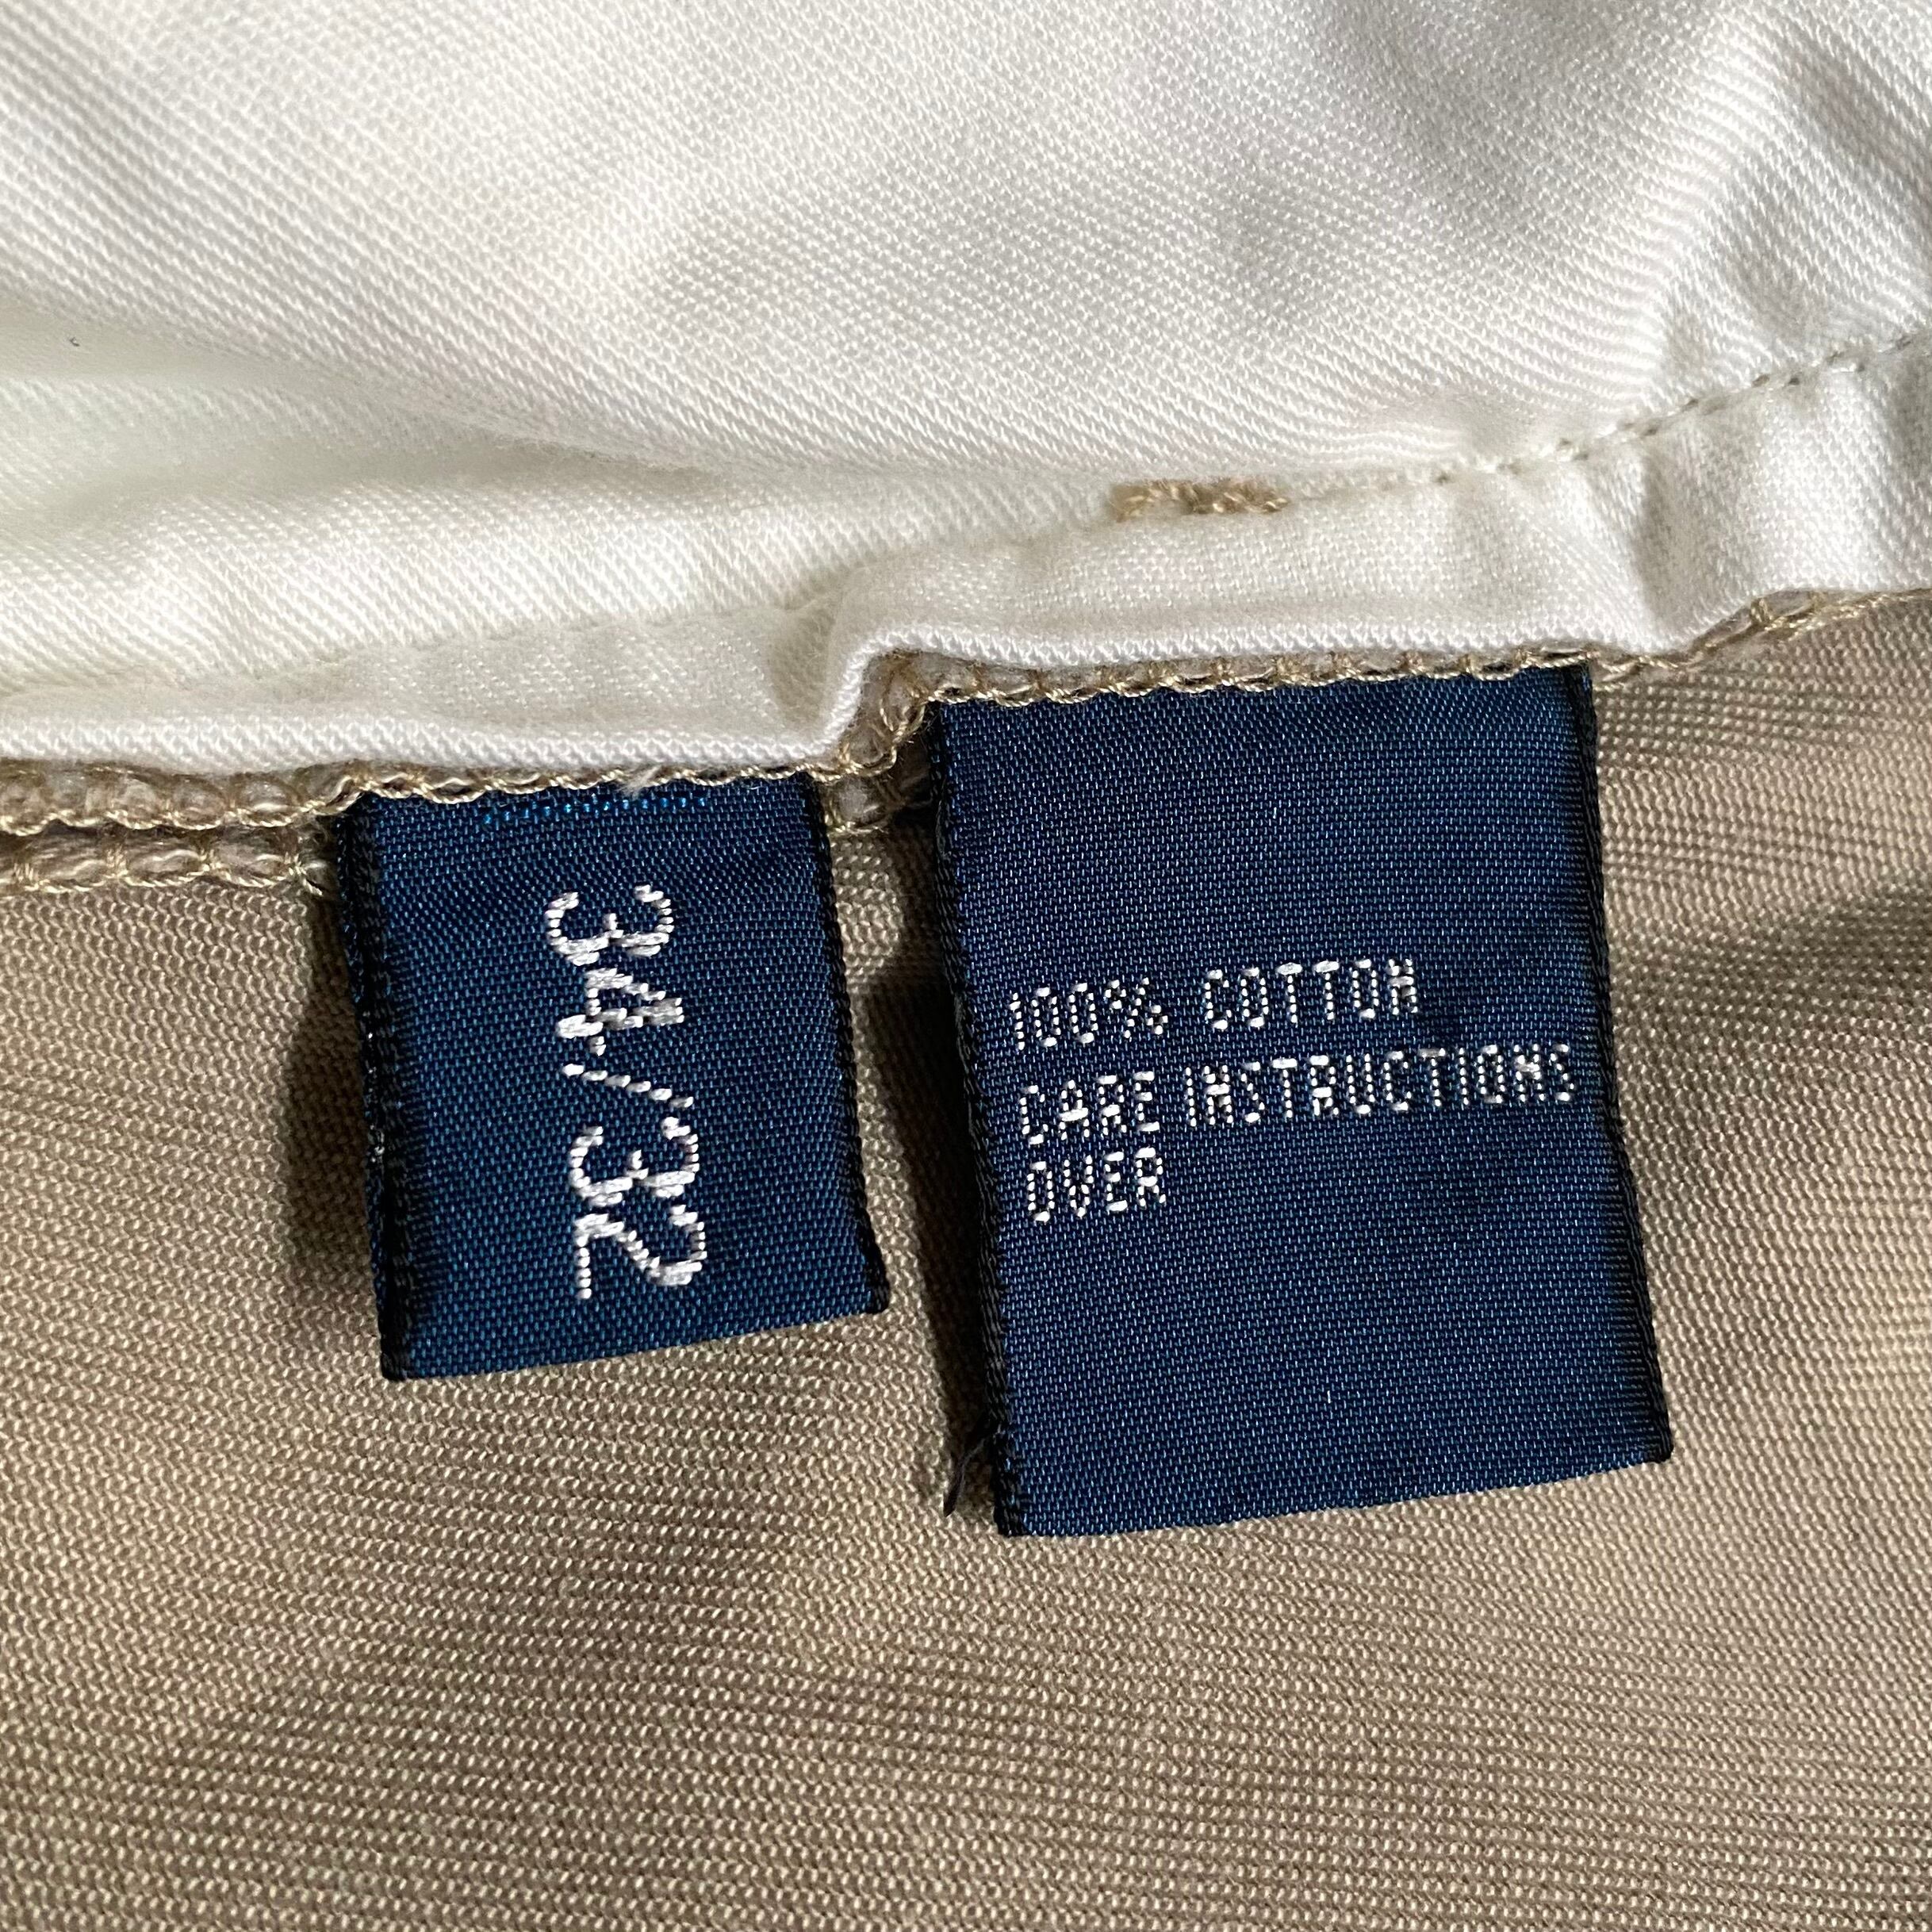 34/32
100% COTTON
CARE INSTRUCTIONS
OVER